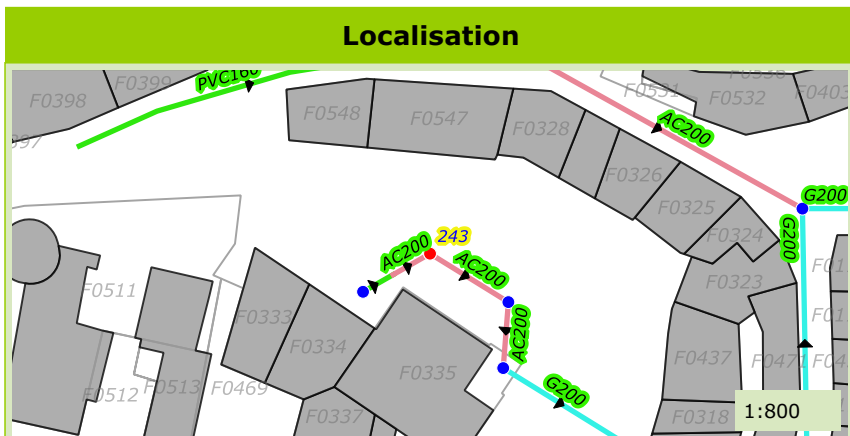 Localisation
PVC160
F0398
F0399
F0548
F0547
F0328
F0531
F0532
F0403
AC200
F0326
F0325
F0324
G200
G200
F0323
243
AC200
AC200
AC200
F0511
F0333
F0334
F0335
F0437
F0471
F0512
F0513
F0469
F0337
G200
F0318
1:800